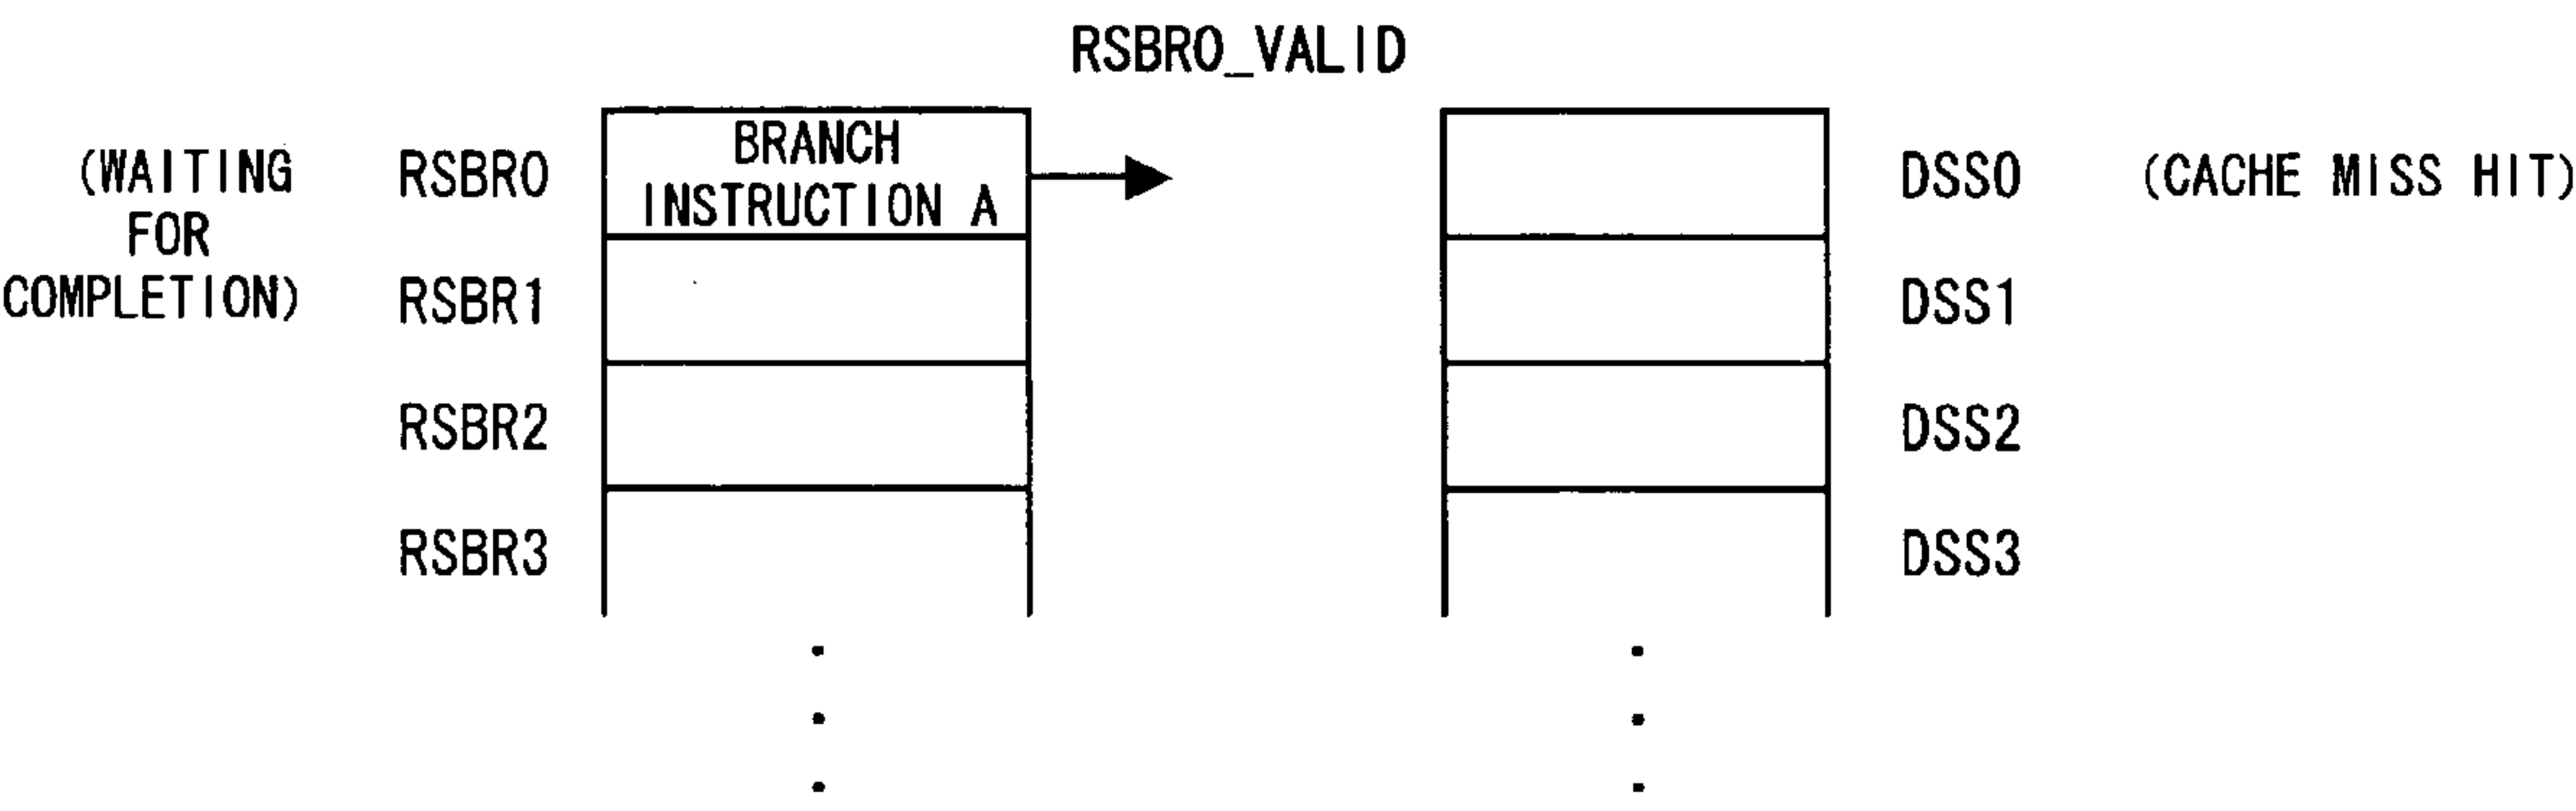 RSBR0_VALID
(WAITING
FOR
COMPLETION)
RSBR0
BRANCH
INSTRUCTION A
DSS0
(CACHE MISS HIT)
RSBR1
DSS1
RSBR2
DSS2
RSBR3
DSS3